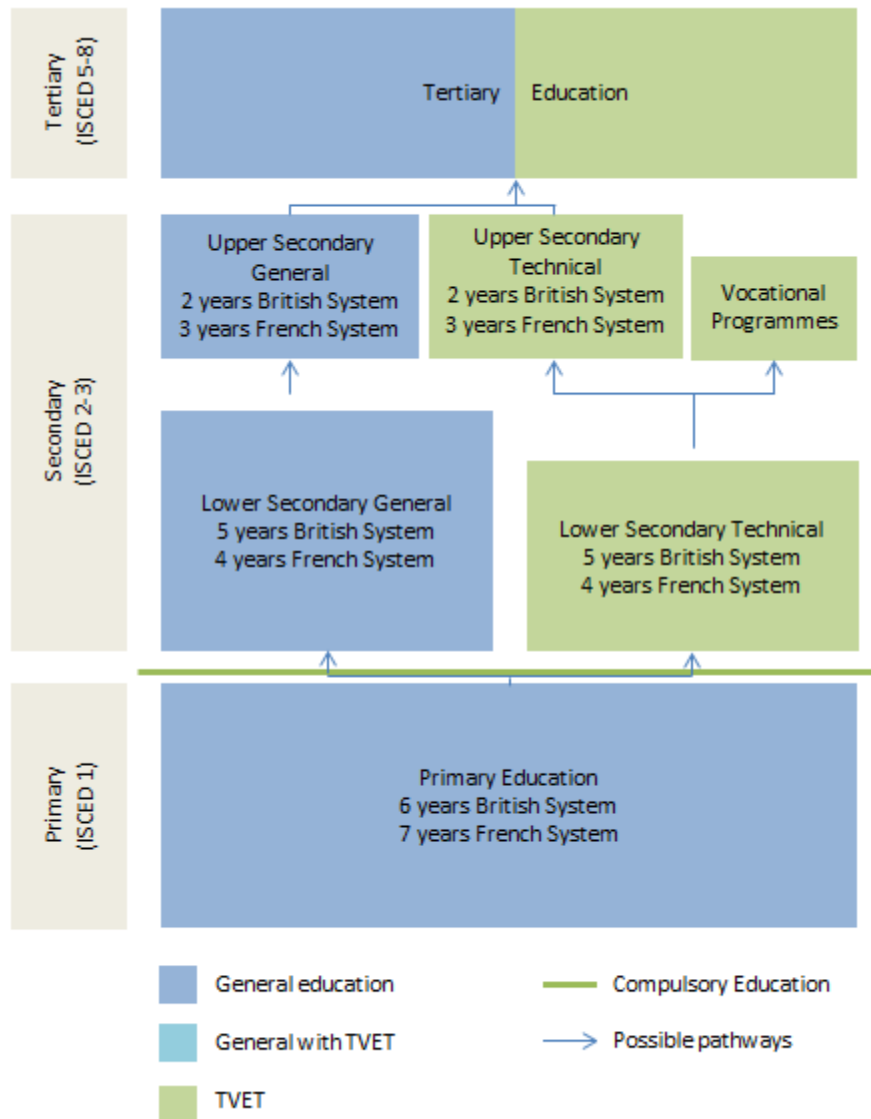 Tertiary
(ISCED 5-8)
Tertiary Education
Secondary
(ISCED 2-3)
Upper Secondary
General
2 years British System
3 years French System
Upper Secondary
Technical
2 years British System
3 years French System
Vocational
Programmes
Lower Secondary General
5 years British System
4 years French System
Lower Secondary Technical
5 years British System
4 years French System
Primary
(ISCED 1)
Primary Education
6 years British System
7 years French System
General education
Compulsory Education
General with TVET
Possible pathways
TVET